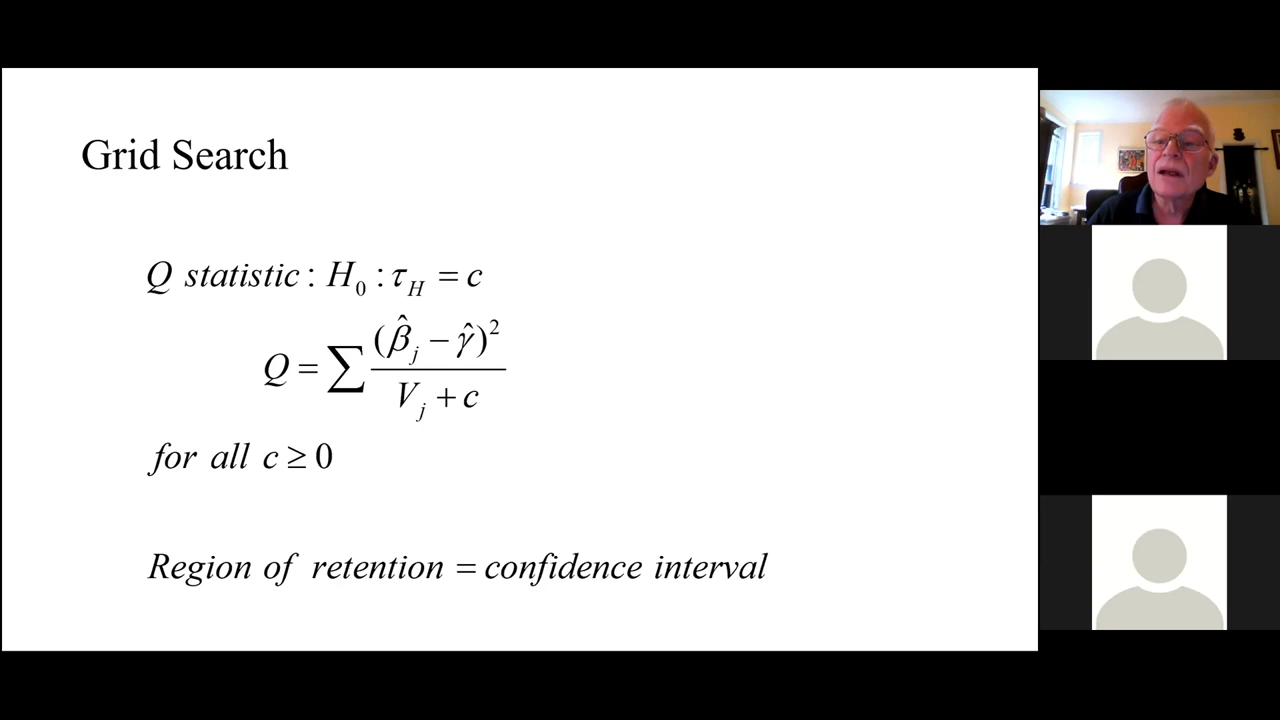 Grid Search
Q statistic : H₀ : τ_H = c
Q = ∑ (β̂_j − γ̂)² / (V_j + c)
for all c ≥ 0
Region of retention = confidence interval